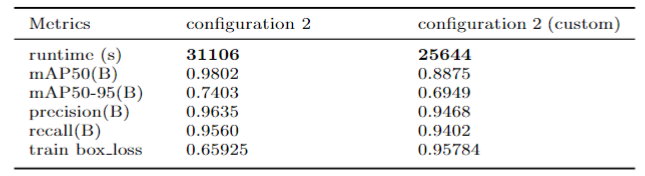 Metrics configuration 2 configuration 2 (custom)
runtime (s) 31106 25644
mAP50(B) 0.9802 0.8875
mAP50-95(B) 0.7403 0.6949
precision(B) 0.9635 0.9468
recall(B) 0.9560 0.9402
train box_loss 0.65925 0.95784